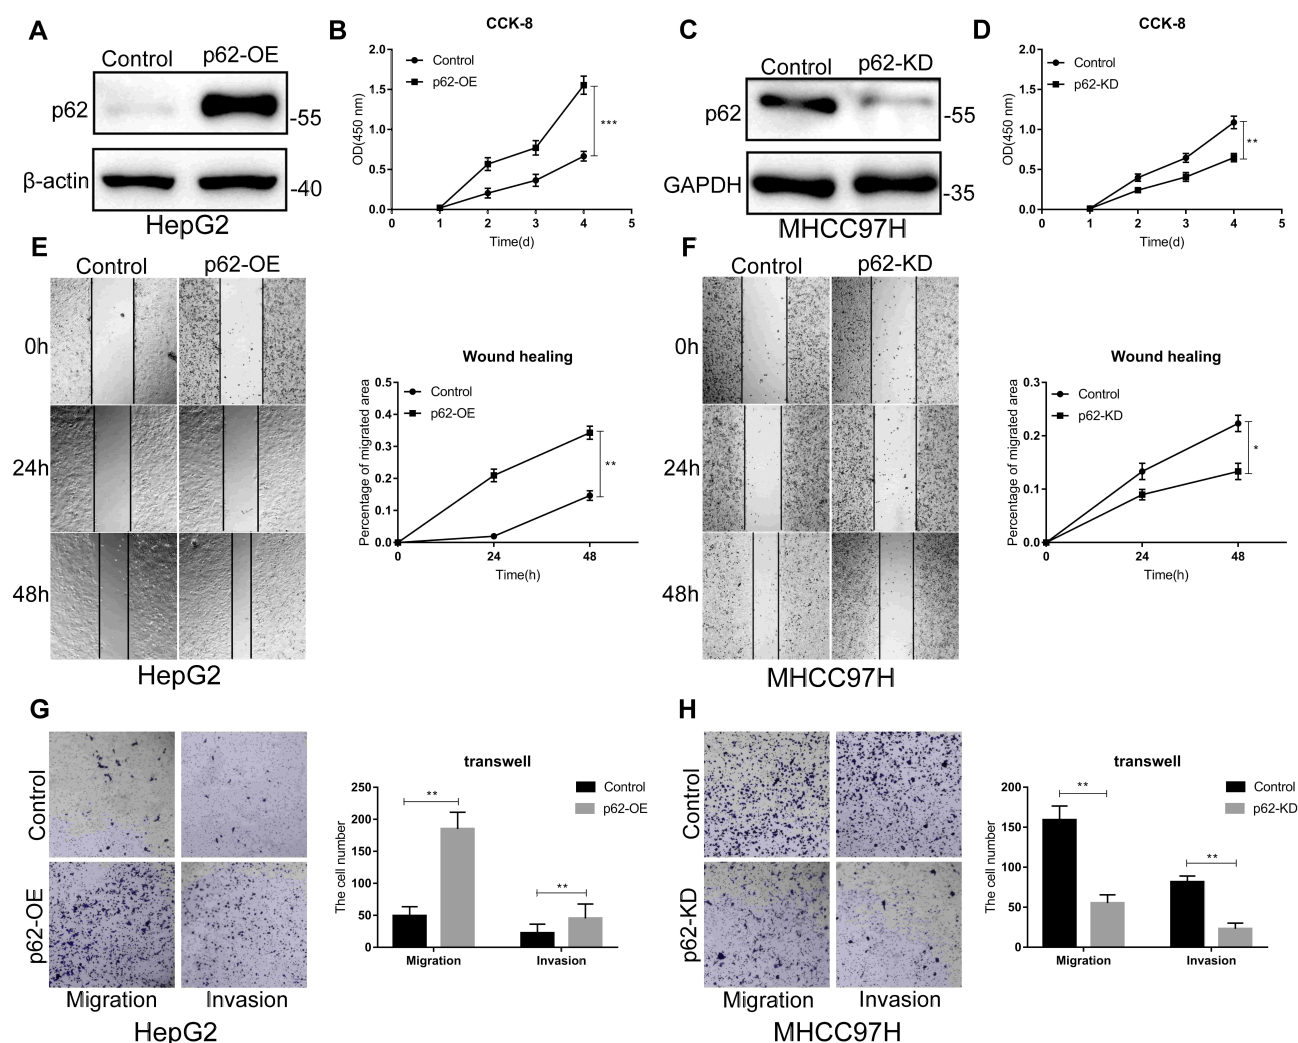 A
Control p62-OE
p62
-55
β-actin
-40
HepG2
B
CCK-8
Control
p62-OE
OD(450 nm)
2.0
1.5
1.0
0.5
0.0
***
0 1 2 3 4 5
Time(d)
C
Control p62-KD
p62
-55
GAPDH
-35
MHCC97H
D
CCK-8
Control
p62-KD
OD(450 nm)
2.0
1.5
1.0
0.5
0.0
**
0 1 2 3 4 5
Time(d)
E
Control p62-OE
0h
24h
48h
HepG2
Wound healing
Control
p62-OE
Percentage of migrated area
0.5
0.4
0.3
0.2
0.1
0.0
**
0 24 48
Time(h)
F
Control p62-KD
0h
24h
48h
MHCC97H
Wound healing
Control
p62-KD
Percentage of migrated area
0.3
0.2
0.1
0.0
*
0 24 48
Time(h)
G
Control
p62-OE
Migration Invasion
HepG2
transwell
Control
p62-OE
The cell number
250
200
150
100
50
0
** **
Migration Invasion
H
Control
p62-KD
Migration Invasion
MHCC97H
transwell
Control
p62-KD
The cell number
200
150
100
50
0
** **
Migration Invasion